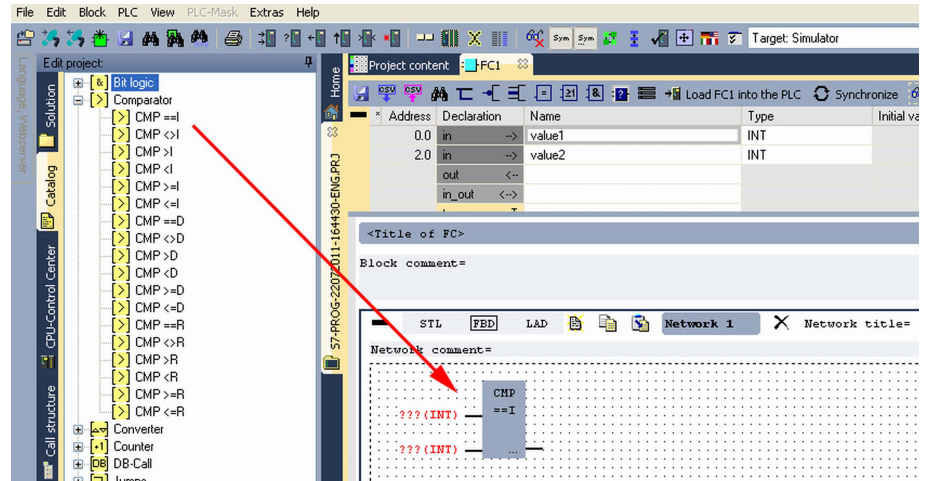 File Edit Block PLC View PLC-Mask Extras Help
Sym Sym Target: Simulator
Language, Webserver
Solution
Catalog
CPU-Control Center
Call structure
Edit project:
Bit logic
Comparator
CMP ==I
CMP <>I
CMP >I
CMP <I
CMP >=I
CMP <=I
CMP ==D
CMP <>D
CMP >D
CMP <D
CMP >=D
CMP <=D
CMP ==R
CMP <>R
CMP >R
CMP <R
CMP >=R
CMP <=R
Converter
Counter
DB-Call
Jumps
Home
S7-PROG-22072011-164430-ENG.PRJ
Project content FC1
CSV CSV Load FC1 into the PLC Synchronize
* Address Declaration Name Type Initial va
0.0 in --> value1 INT
2.0 in --> value2 INT
out <--
in_out <-->
<Title of FC>
Block comment=
STL FBD LAD Network 1 Network title=
Network comment=
CMP
==I
???(INT)
???(INT)
...